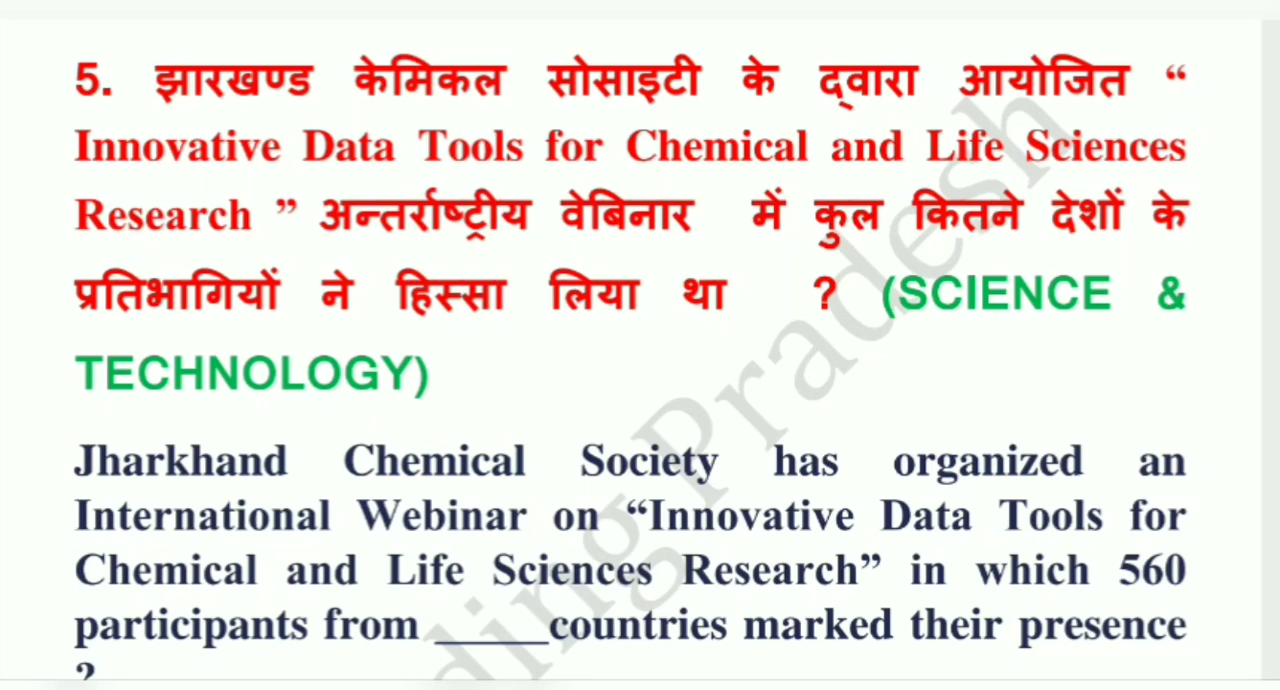 5. झारखण्ड केमिकल सोसाइटी के द्वारा आयोजित “
Innovative Data Tools for Chemical and Life Sciences
Research ” अन्तर्राष्ट्रीय वेबिनार में कुल कितने देशों के
प्रतिभागियों ने हिस्सा लिया था ? (SCIENCE &
TECHNOLOGY)
Jharkhand Chemical Society has organized an
International Webinar on “Innovative Data Tools for
Chemical and Life Sciences Research” in which 560
participants from _____countries marked their presence
?
ding Pradesh